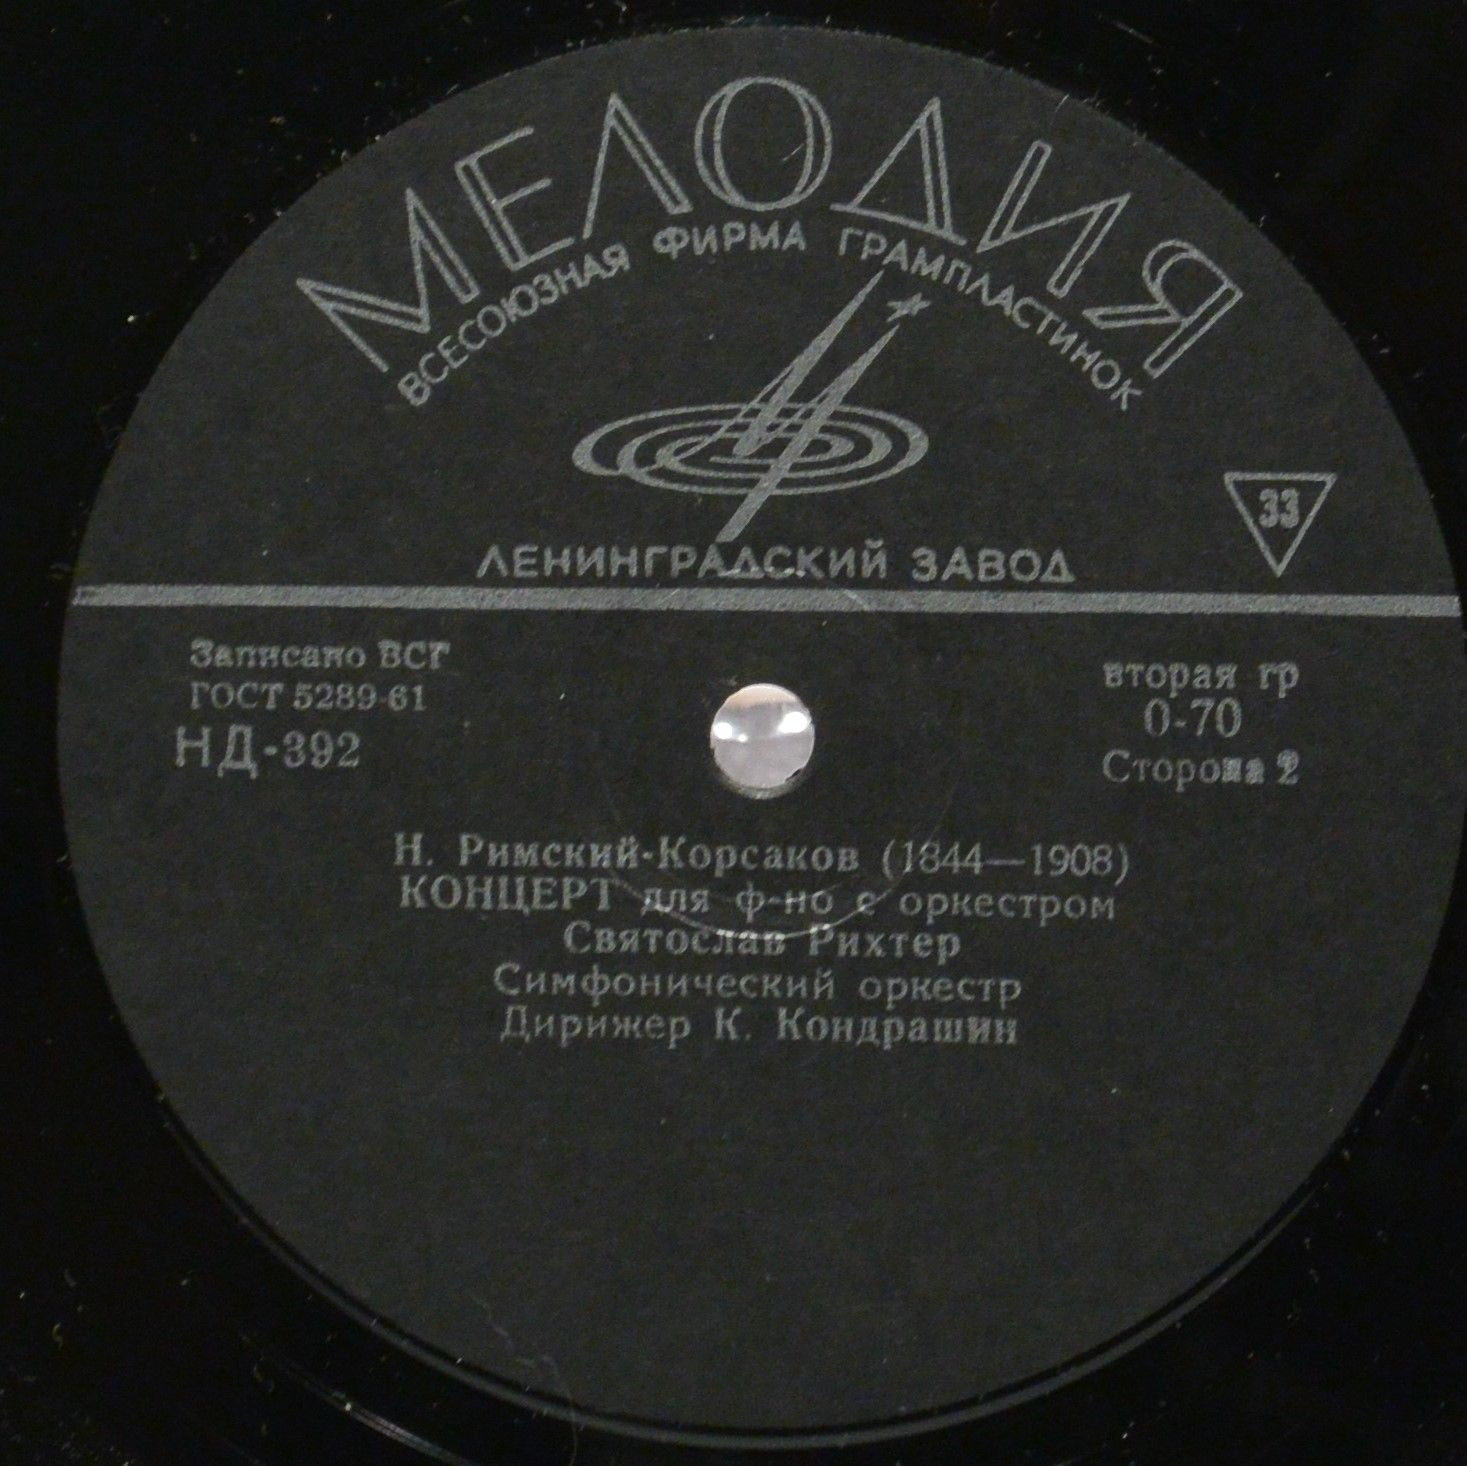 МЕЛОДИЯ
ВСЕСОЮЗНАЯ ФИРМА ГРАМПЛАСТИНОК
33
ЛЕНИНГРАДСКИЙ ЗАВОД
Записано ВСГ
ГОСТ 5289-61
НД-392
вторая гр
0-70
Сторона 2
Н. Римский-Корсаков (1844—1908)
КОНЦЕРТ для ф-но с оркестром
Святослав Рихтер
Симфонический оркестр
Дирижер К. Кондрашин